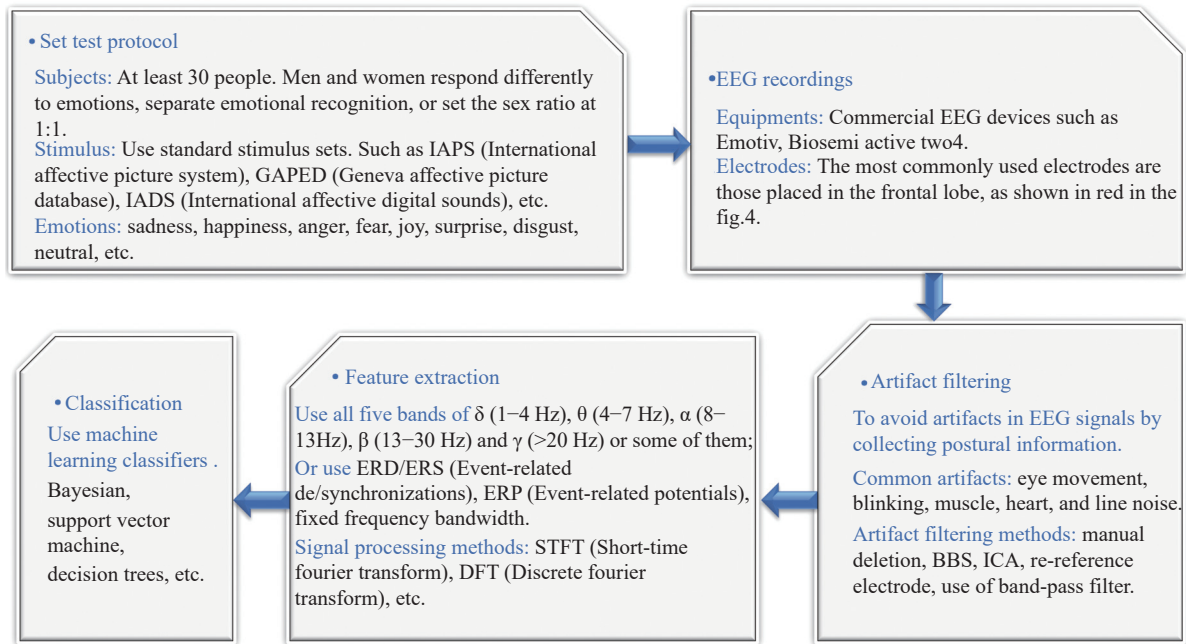 • Set test protocol
Subjects: At least 30 people. Men and women respond differently
to emotions, separate emotional recognition, or set the sex ratio at
1:1.
Stimulus: Use standard stimulus sets. Such as IAPS (International
affective picture system), GAPED (Geneva affective picture
database), IADS (International affective digital sounds), etc.
Emotions: sadness, happiness, anger, fear, joy, surprise, disgust,
neutral, etc.
•EEG recordings
Equipments: Commercial EEG devices such as
Emotiv, Biosemi active two4.
Electrodes: The most commonly used electrodes are
those placed in the frontal lobe, as shown in red in the
fig.4.
• Artifact filtering
To avoid artifacts in EEG signals by
collecting postural information.
Common artifacts: eye movement,
blinking, muscle, heart, and line noise.
Artifact filtering methods: manual
deletion, BBS, ICA, re-reference
electrode, use of band-pass filter.
• Feature extraction
Use all five bands of δ (1−4 Hz), θ (4−7 Hz), α (8−
13Hz), β (13−30 Hz) and γ (>20 Hz) or some of them;
Or use ERD/ERS (Event-related
de/synchronizations), ERP (Event-related potentials),
fixed frequency bandwidth.
Signal processing methods: STFT (Short-time
fourier transform), DFT (Discrete fourier
transform), etc.
• Classification
Use machine
learning classifiers .
Bayesian,
support vector
machine,
decision trees, etc.